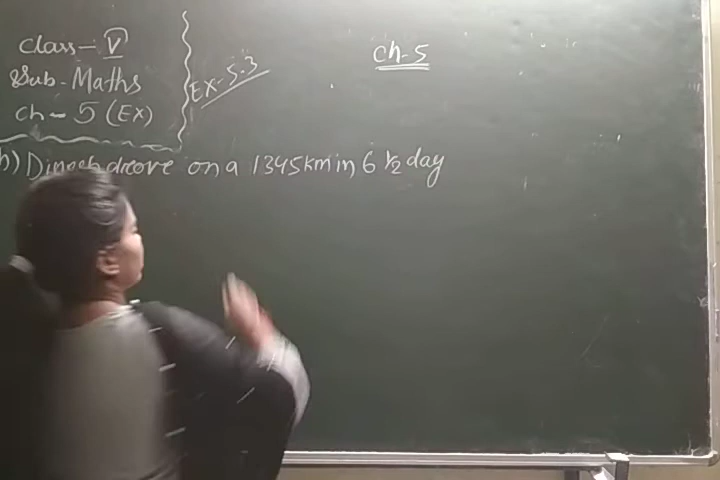 Class - V
Sub - Maths
Ch - 5 (Ex)
Ex - 5.3
Ch - 5
h) Dinesh drove on a 1345 km in 6 1/2 day